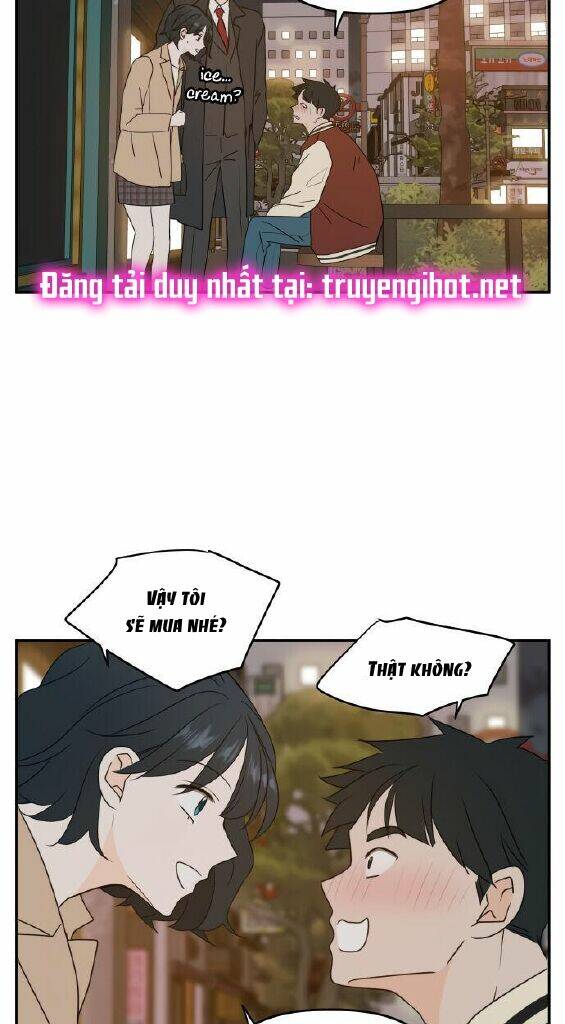 ice...
cream?
Đăng tải duy nhất tại: truyengihot.net
VẬY TÔI
SẼ MUA NHÉ?
THẬT KHÔNG?